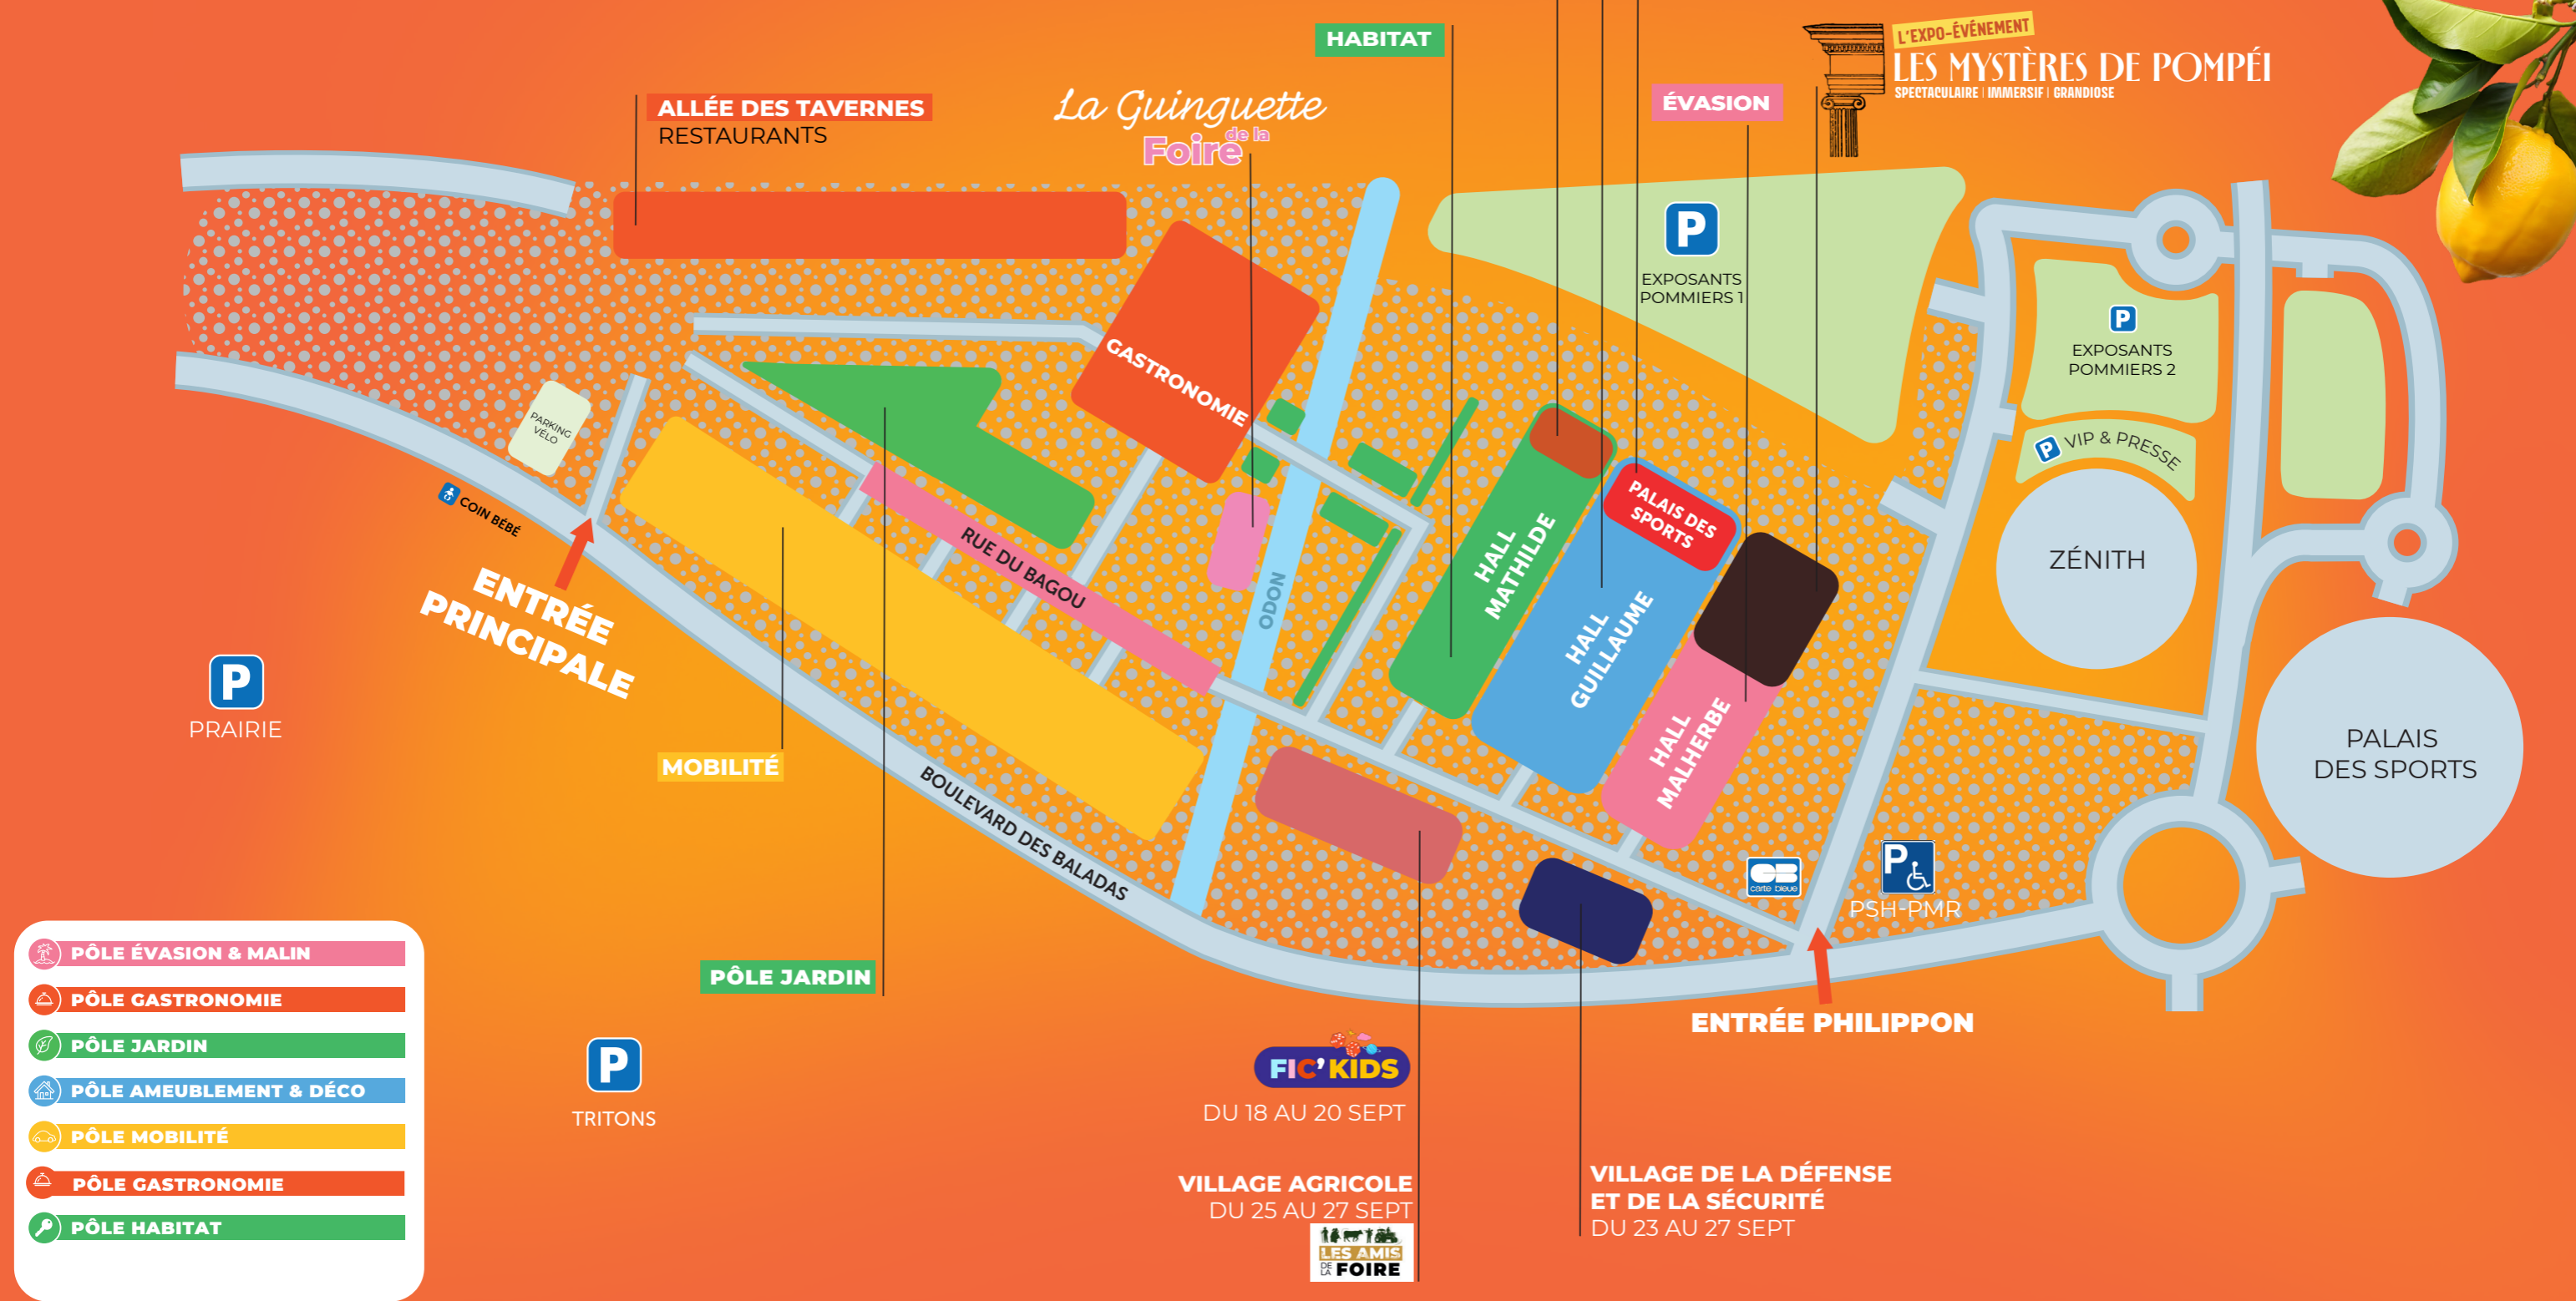 HABITAT
L'EXPO-ÉVÉNEMENT
LES MYSTÈRES DE POMPÉI
SPECTACULAIRE | IMMERSIF | GRANDIOSE
ALLÉE DES TAVERNES
RESTAURANTS
La Guinguette
de la
Foire
ÉVASION
P
EXPOSANTS
POMMIERS 1
P
EXPOSANTS
POMMIERS 2
P VIP & PRESSE
GASTRONOMIE
PARKING
VÉLO
COIN BÉBÉ
ENTRÉE
PRINCIPALE
RUE DU BAGOU
ODON
HALL
MATHILDE
PALAIS DES
SPORTS
HALL
GUILLAUME
HALL
MALHERBE
ZÉNITH
PALAIS
DES SPORTS
P
PRAIRIE
MOBILITÉ
BOULEVARD DES BALADAS
CB
carte bleue
P
PSH-PMR
PÔLE JARDIN
ENTRÉE PHILIPPON
P
TRITONS
FIC'KIDS
DU 18 AU 20 SEPT
VILLAGE AGRICOLE
DU 25 AU 27 SEPT
LES AMIS
DE LA FOIRE
VILLAGE DE LA DÉFENSE
ET DE LA SÉCURITÉ
DU 23 AU 27 SEPT
PÔLE ÉVASION & MALIN
PÔLE GASTRONOMIE
PÔLE JARDIN
PÔLE AMEUBLEMENT & DÉCO
PÔLE MOBILITÉ
PÔLE GASTRONOMIE
PÔLE HABITAT